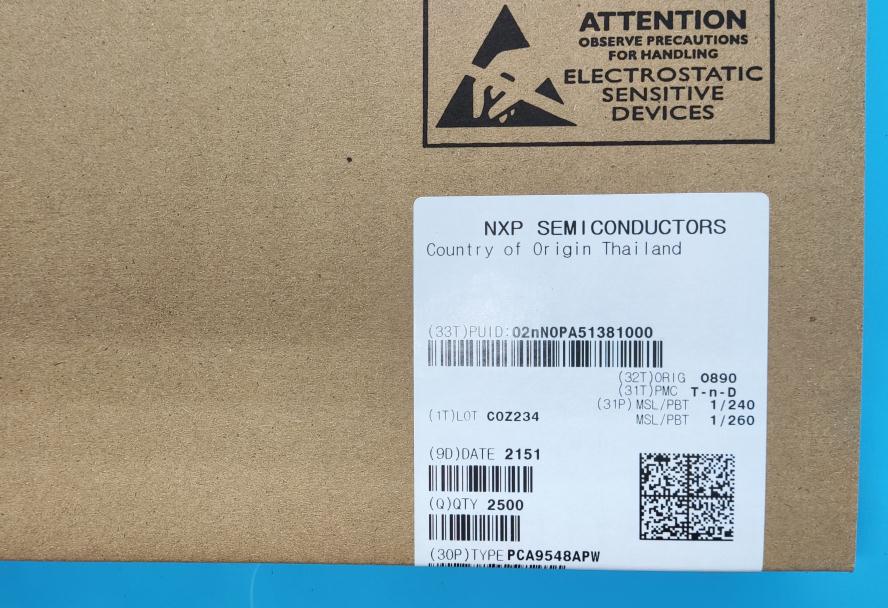 ATTENTION
OBSERVE PRECAUTIONS
FOR HANDLING
ELECTROSTATIC
SENSITIVE
DEVICES
NXP SEMICONDUCTORS
Country of Origin Thailand
(33T)PUID:02nN0PA51381000
(32T)ORIG 0890
(31T)PMC T-n-D
(31P)MSL/PBT 1/240
(1T)LOT COZ234
MSL/PBT 1/260
(9D)DATE 2151
(Q)QTY 2500
(30P)TYPE PCA9548APW